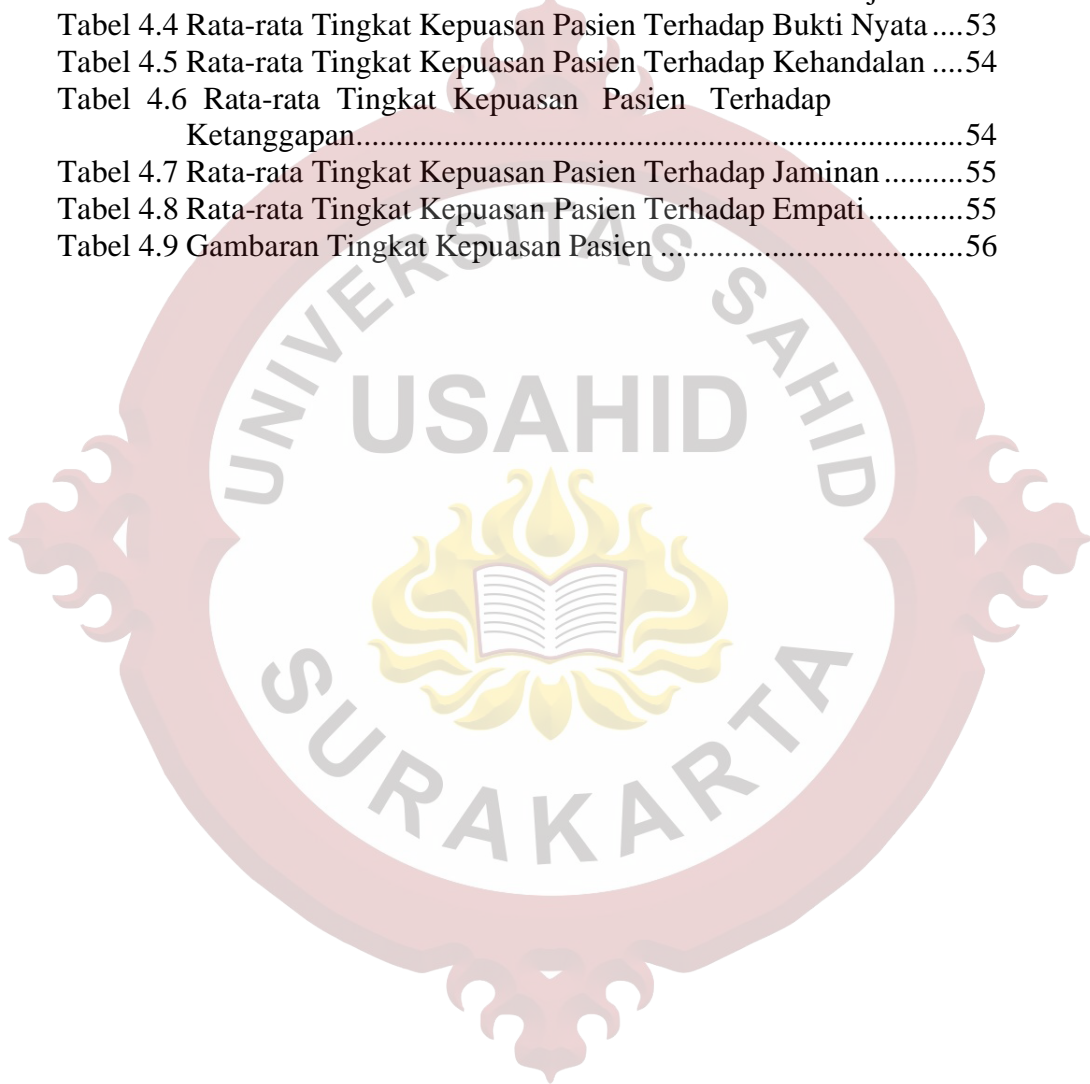 Tabel 4.4 Rata-rata Tingkat Kepuasan Pasien Terhadap Bukti Nyata ....53
Tabel 4.5 Rata-rata Tingkat Kepuasan Pasien Terhadap Kehandalan ....54
Tabel 4.6 Rata-rata Tingkat Kepuasan Pasien Terhadap
Ketanggapan................................................................................54
Tabel 4.7 Rata-rata Tingkat Kepuasan Pasien Terhadap Jaminan ..........55
Tabel 4.8 Rata-rata Tingkat Kepuasan Pasien Terhadap Empati............55
Tabel 4.9 Gambaran Tingkat Kepuasan Pasien ......................................56
UNIVERSITAS SAHID
USAHID
SURAKARTA